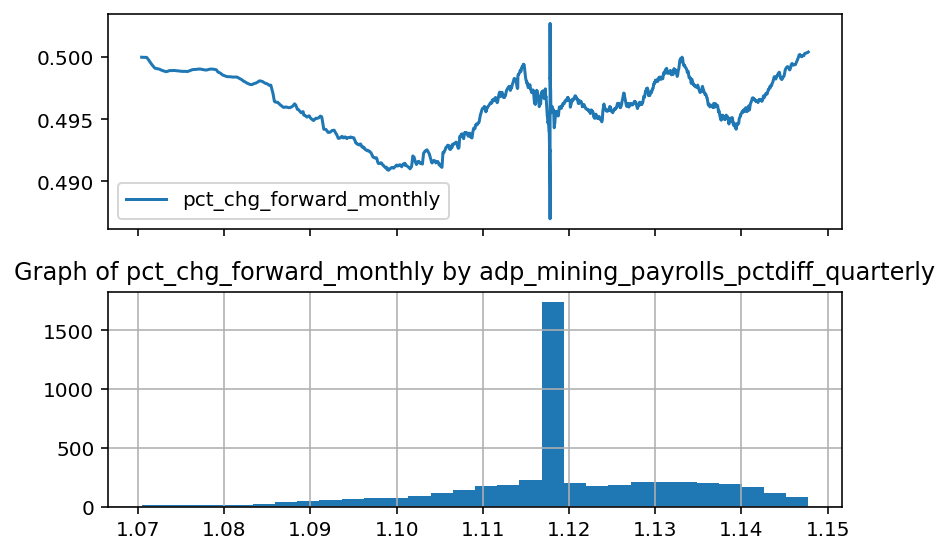 0.500
0.495
0.490
pct_chg_forward_monthly
Graph of pct_chg_forward_monthly by adp_mining_payrolls_pctdiff_quarterly
1500
1000
500
0
1.07 1.08 1.09 1.10 1.11 1.12 1.13 1.14 1.15